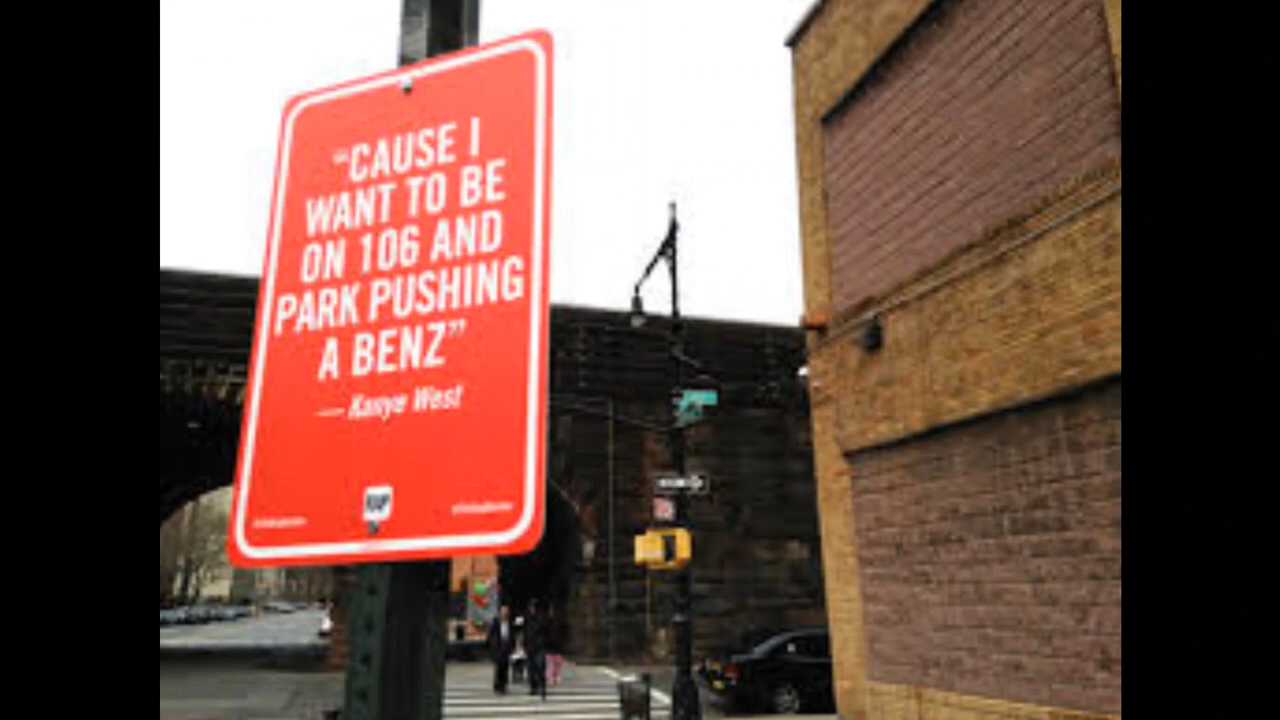 “CAUSE I
WANT TO BE
ON 106 AND
PARK PUSHING
A BENZ”
— Kanye West